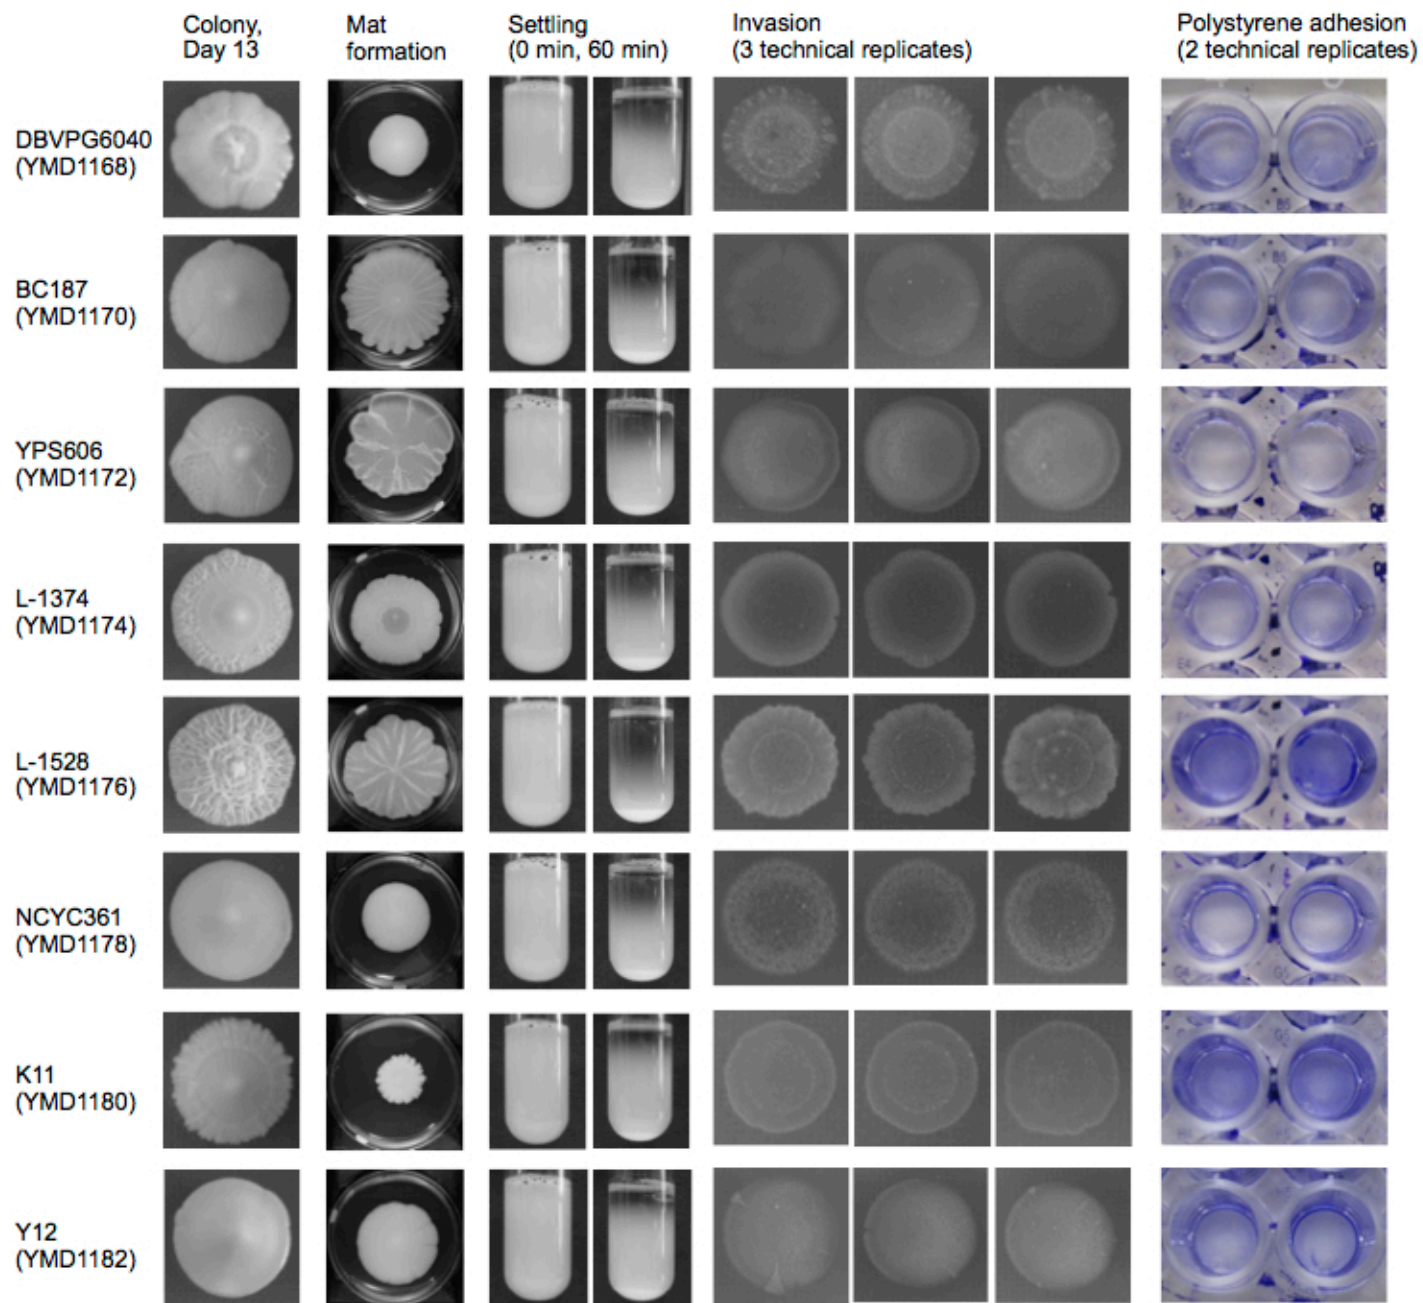 Colony,
Day 13
Mat
formation
Settling
(0 min, 60 min)
Invasion
(3 technical replicates)
Polystyrene adhesion
(2 technical replicates)
DBVPG6040
(YMD1168)
BC187
(YMD1170)
YPS606
(YMD1172)
L-1374
(YMD1174)
L-1528
(YMD1176)
NCYC361
(YMD1178)
K11
(YMD1180)
Y12
(YMD1182)